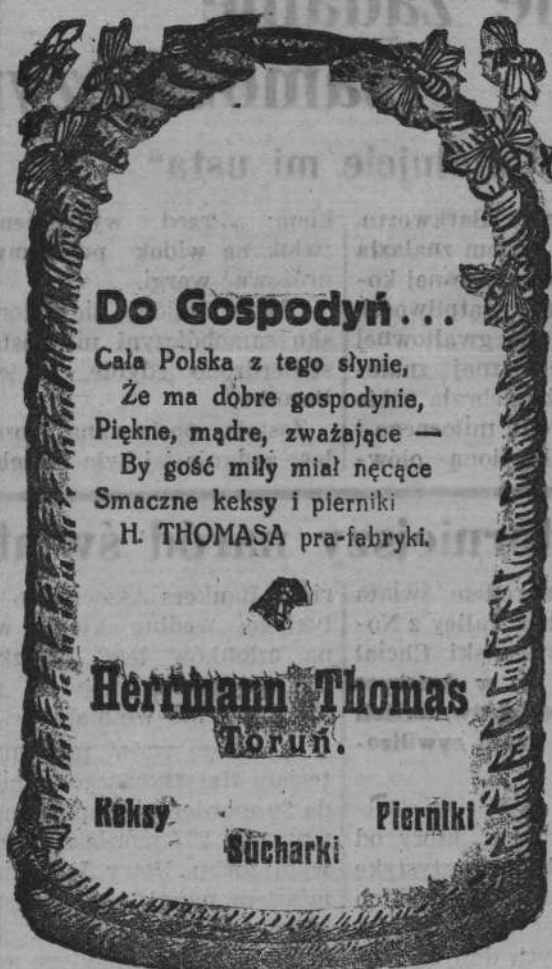 Do Gospodyń...
Cała Polska z tego słynie,
Że ma dobre gospodynie,
Piękne, mądre, zważające —
By gość miły miał nęcące
Smaczne keksy i pierniki
H. THOMASA pra-fabryki.
Herrmann Thomas
Toruń.
Keksy Pierniki
Sucharki